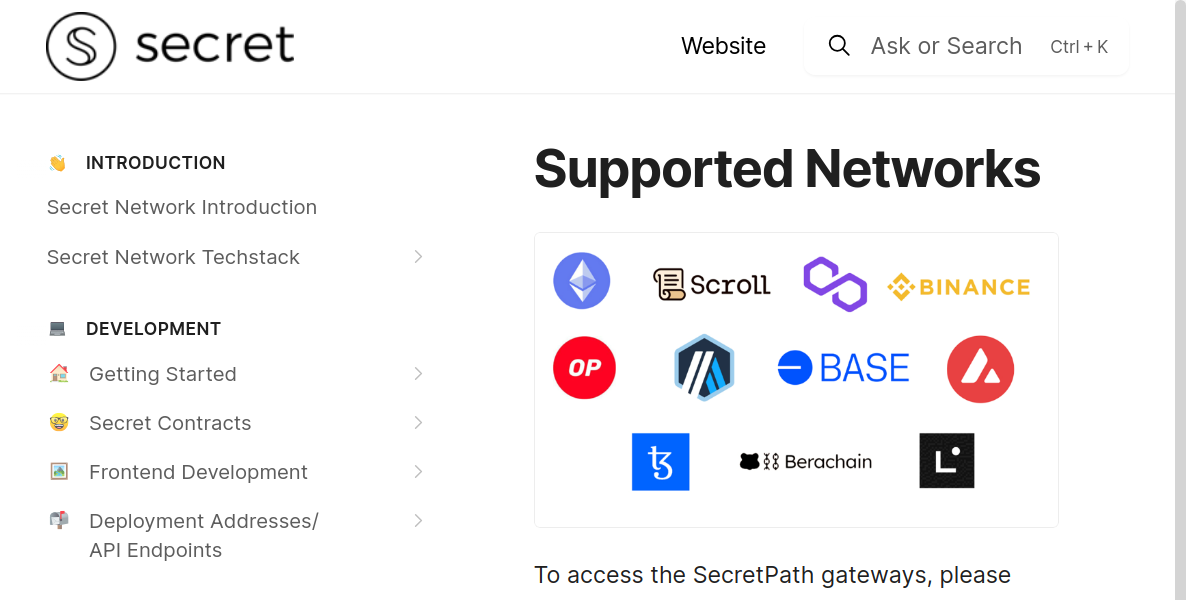 secret
Website
Ask or Search Ctrl + K
👋 INTRODUCTION
Secret Network Introduction
Secret Network Techstack
💻 DEVELOPMENT
🏠 Getting Started
🤓 Secret Contracts
🖼️ Frontend Development
📬 Deployment Addresses/
API Endpoints
Supported Networks
Scroll
BINANCE
OP
BASE
Berachain
To access the SecretPath gateways, please